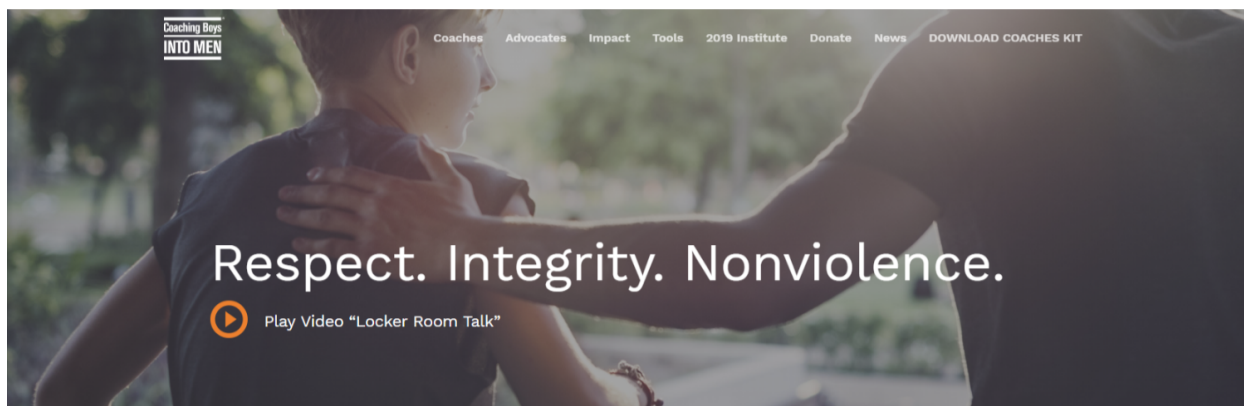 Coaching Boys
INTO MEN
Coaches Advocates Impact Tools 2019 Institute Donate News DOWNLOAD COACHES KIT
Respect. Integrity. Nonviolence.
Play Video “Locker Room Talk”